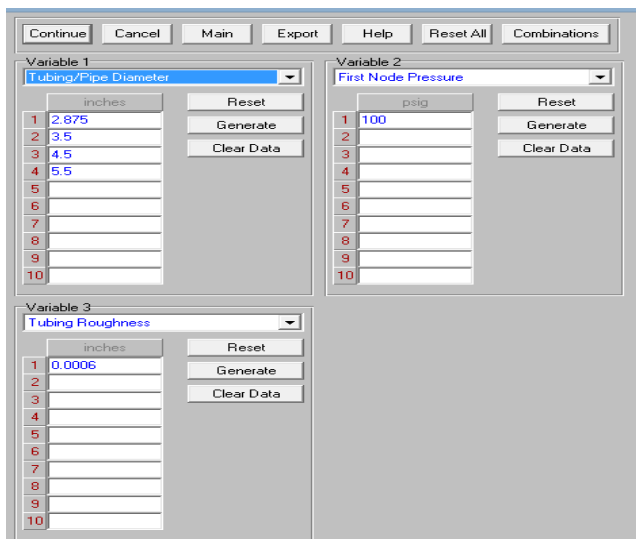 Continue Cancel Main Export Help Reset All Combinations
Variable 1
Tubing/Pipe Diameter
inches
Reset
Generate
Clear Data
1 2.875
2 3.5
3 4.5
4 5.5
5
6
7
8
9
10
Variable 2
First Node Pressure
psig
Reset
Generate
Clear Data
1 100
2
3
4
5
6
7
8
9
10
Variable 3
Tubing Roughness
inches
Reset
Generate
Clear Data
1 0.0006
2
3
4
5
6
7
8
9
10